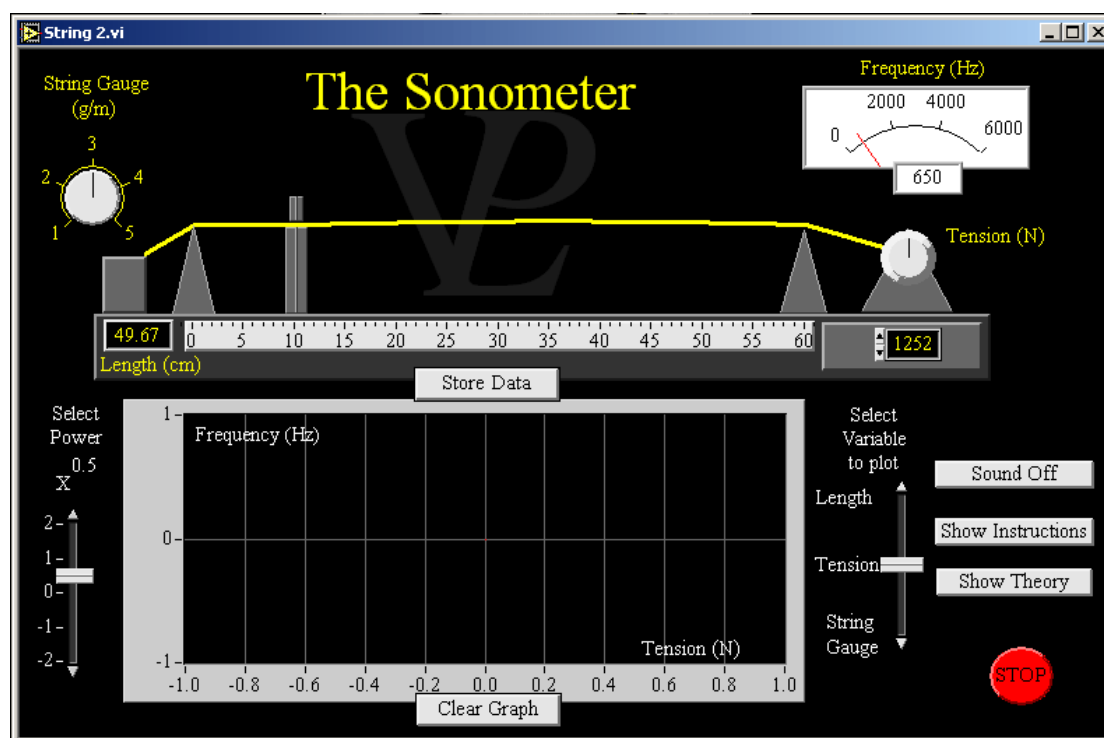 String 2.vi
The Sonometer
String Gauge
(g/m)
1 2 3 4 5
Frequency (Hz)
0 2000 4000 6000
650
Tension (N)
49.67
Length (cm)
0 5 10 15 20 25 30 35 40 45 50 55 60
1252
Store Data
Select
Power
X 0.5
2
1
0
-1
-2
Frequency (Hz)
1
0
-1
Tension (N)
-1.0 -0.8 -0.6 -0.4 -0.2 0.0 0.2 0.4 0.6 0.8 1.0
Clear Graph
Select
Variable
to plot
Length
Tension
String
Gauge
Sound Off
Show Instructions
Show Theory
STOP
VPL